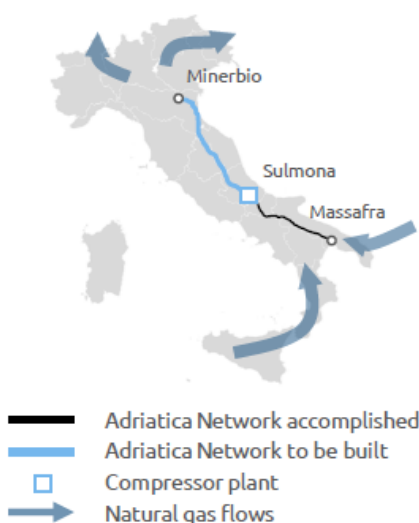 Minerbio
Sulmona
Massafra
Adriatica Network accomplished
Adriatica Network to be built
Compressor plant
Natural gas flows